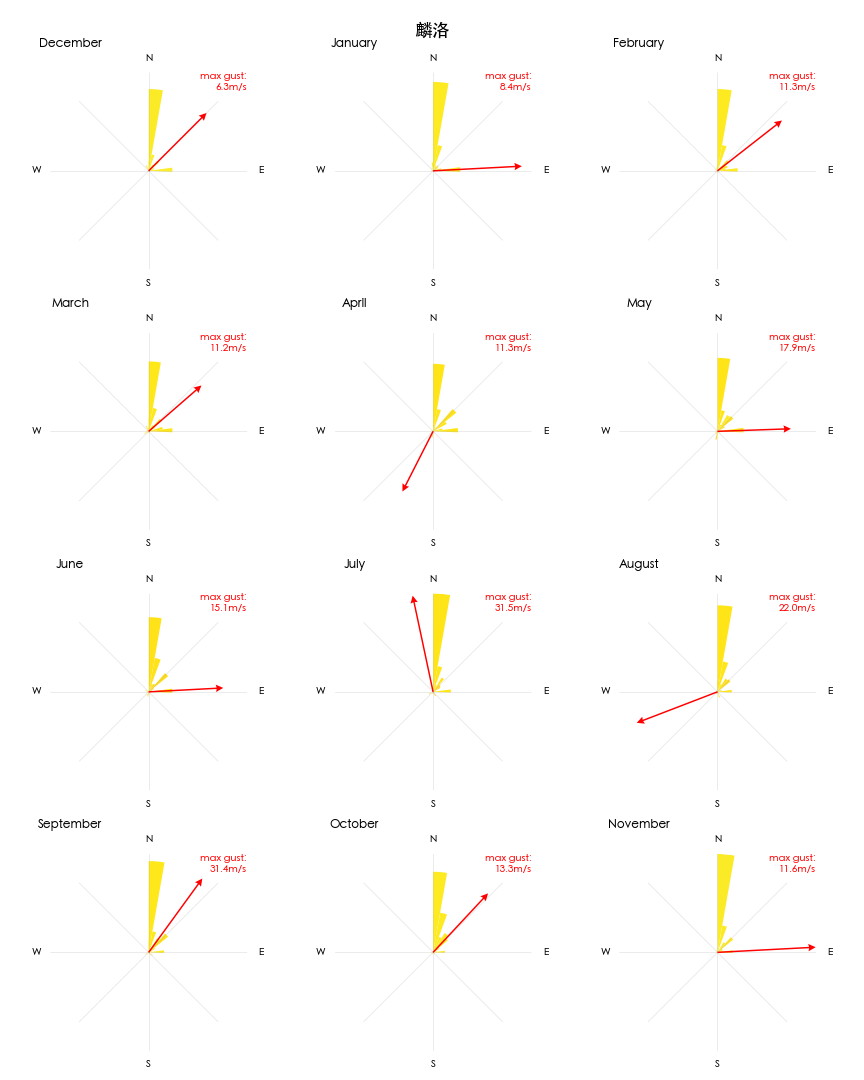 麟洛
December
January
February
N
N
N
max gust:
6.3m/s
max gust:
8.4m/s
max gust:
11.3m/s
W
E
W
E
W
E
S
S
S
March
April
May
N
N
N
max gust:
11.2m/s
max gust:
11.3m/s
max gust:
17.9m/s
W
E
W
E
W
E
S
S
S
June
July
August
N
N
N
max gust:
15.1m/s
max gust:
31.5m/s
max gust:
22.0m/s
W
E
W
E
W
E
S
S
S
September
October
November
N
N
N
max gust:
31.4m/s
max gust:
13.3m/s
max gust:
11.6m/s
W
E
W
E
W
E
S
S
S